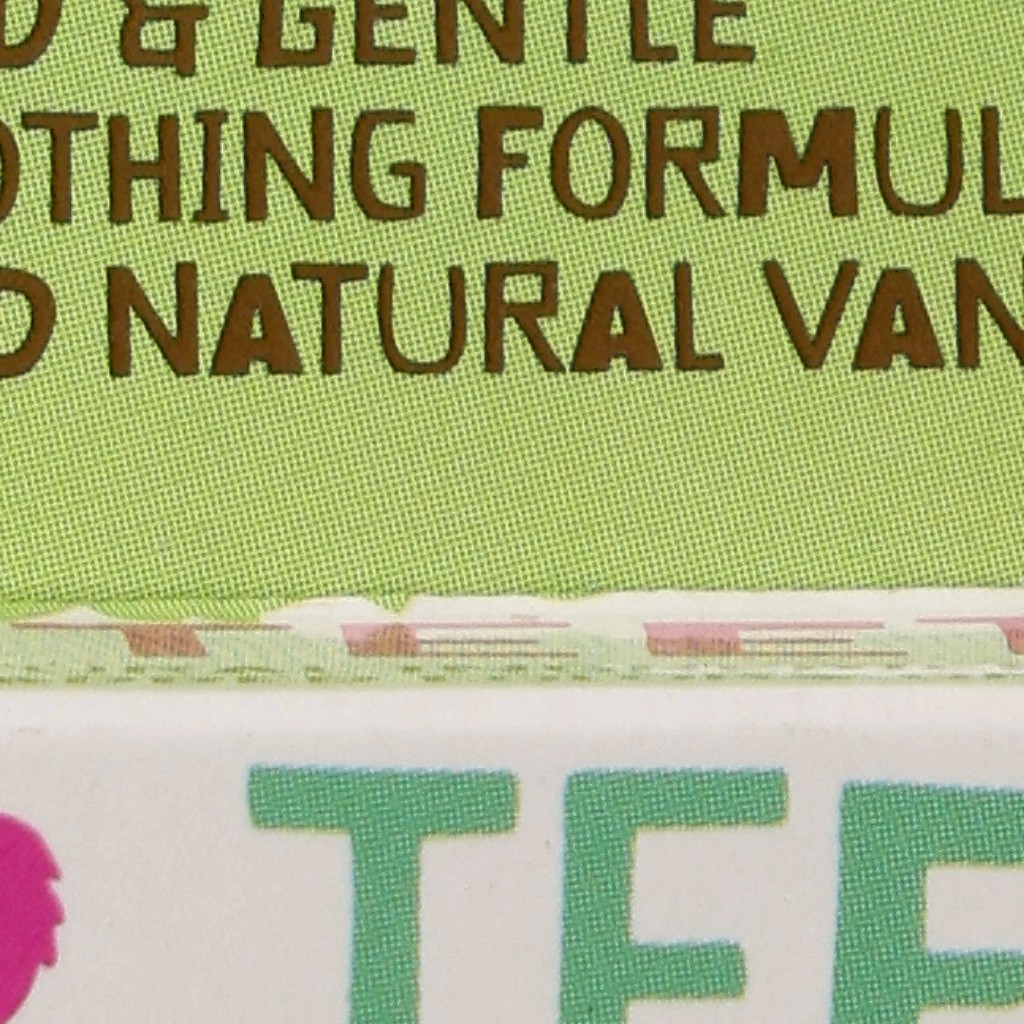 & GENTLE
OTHING FORMUL
NATURAL VAN
TEE